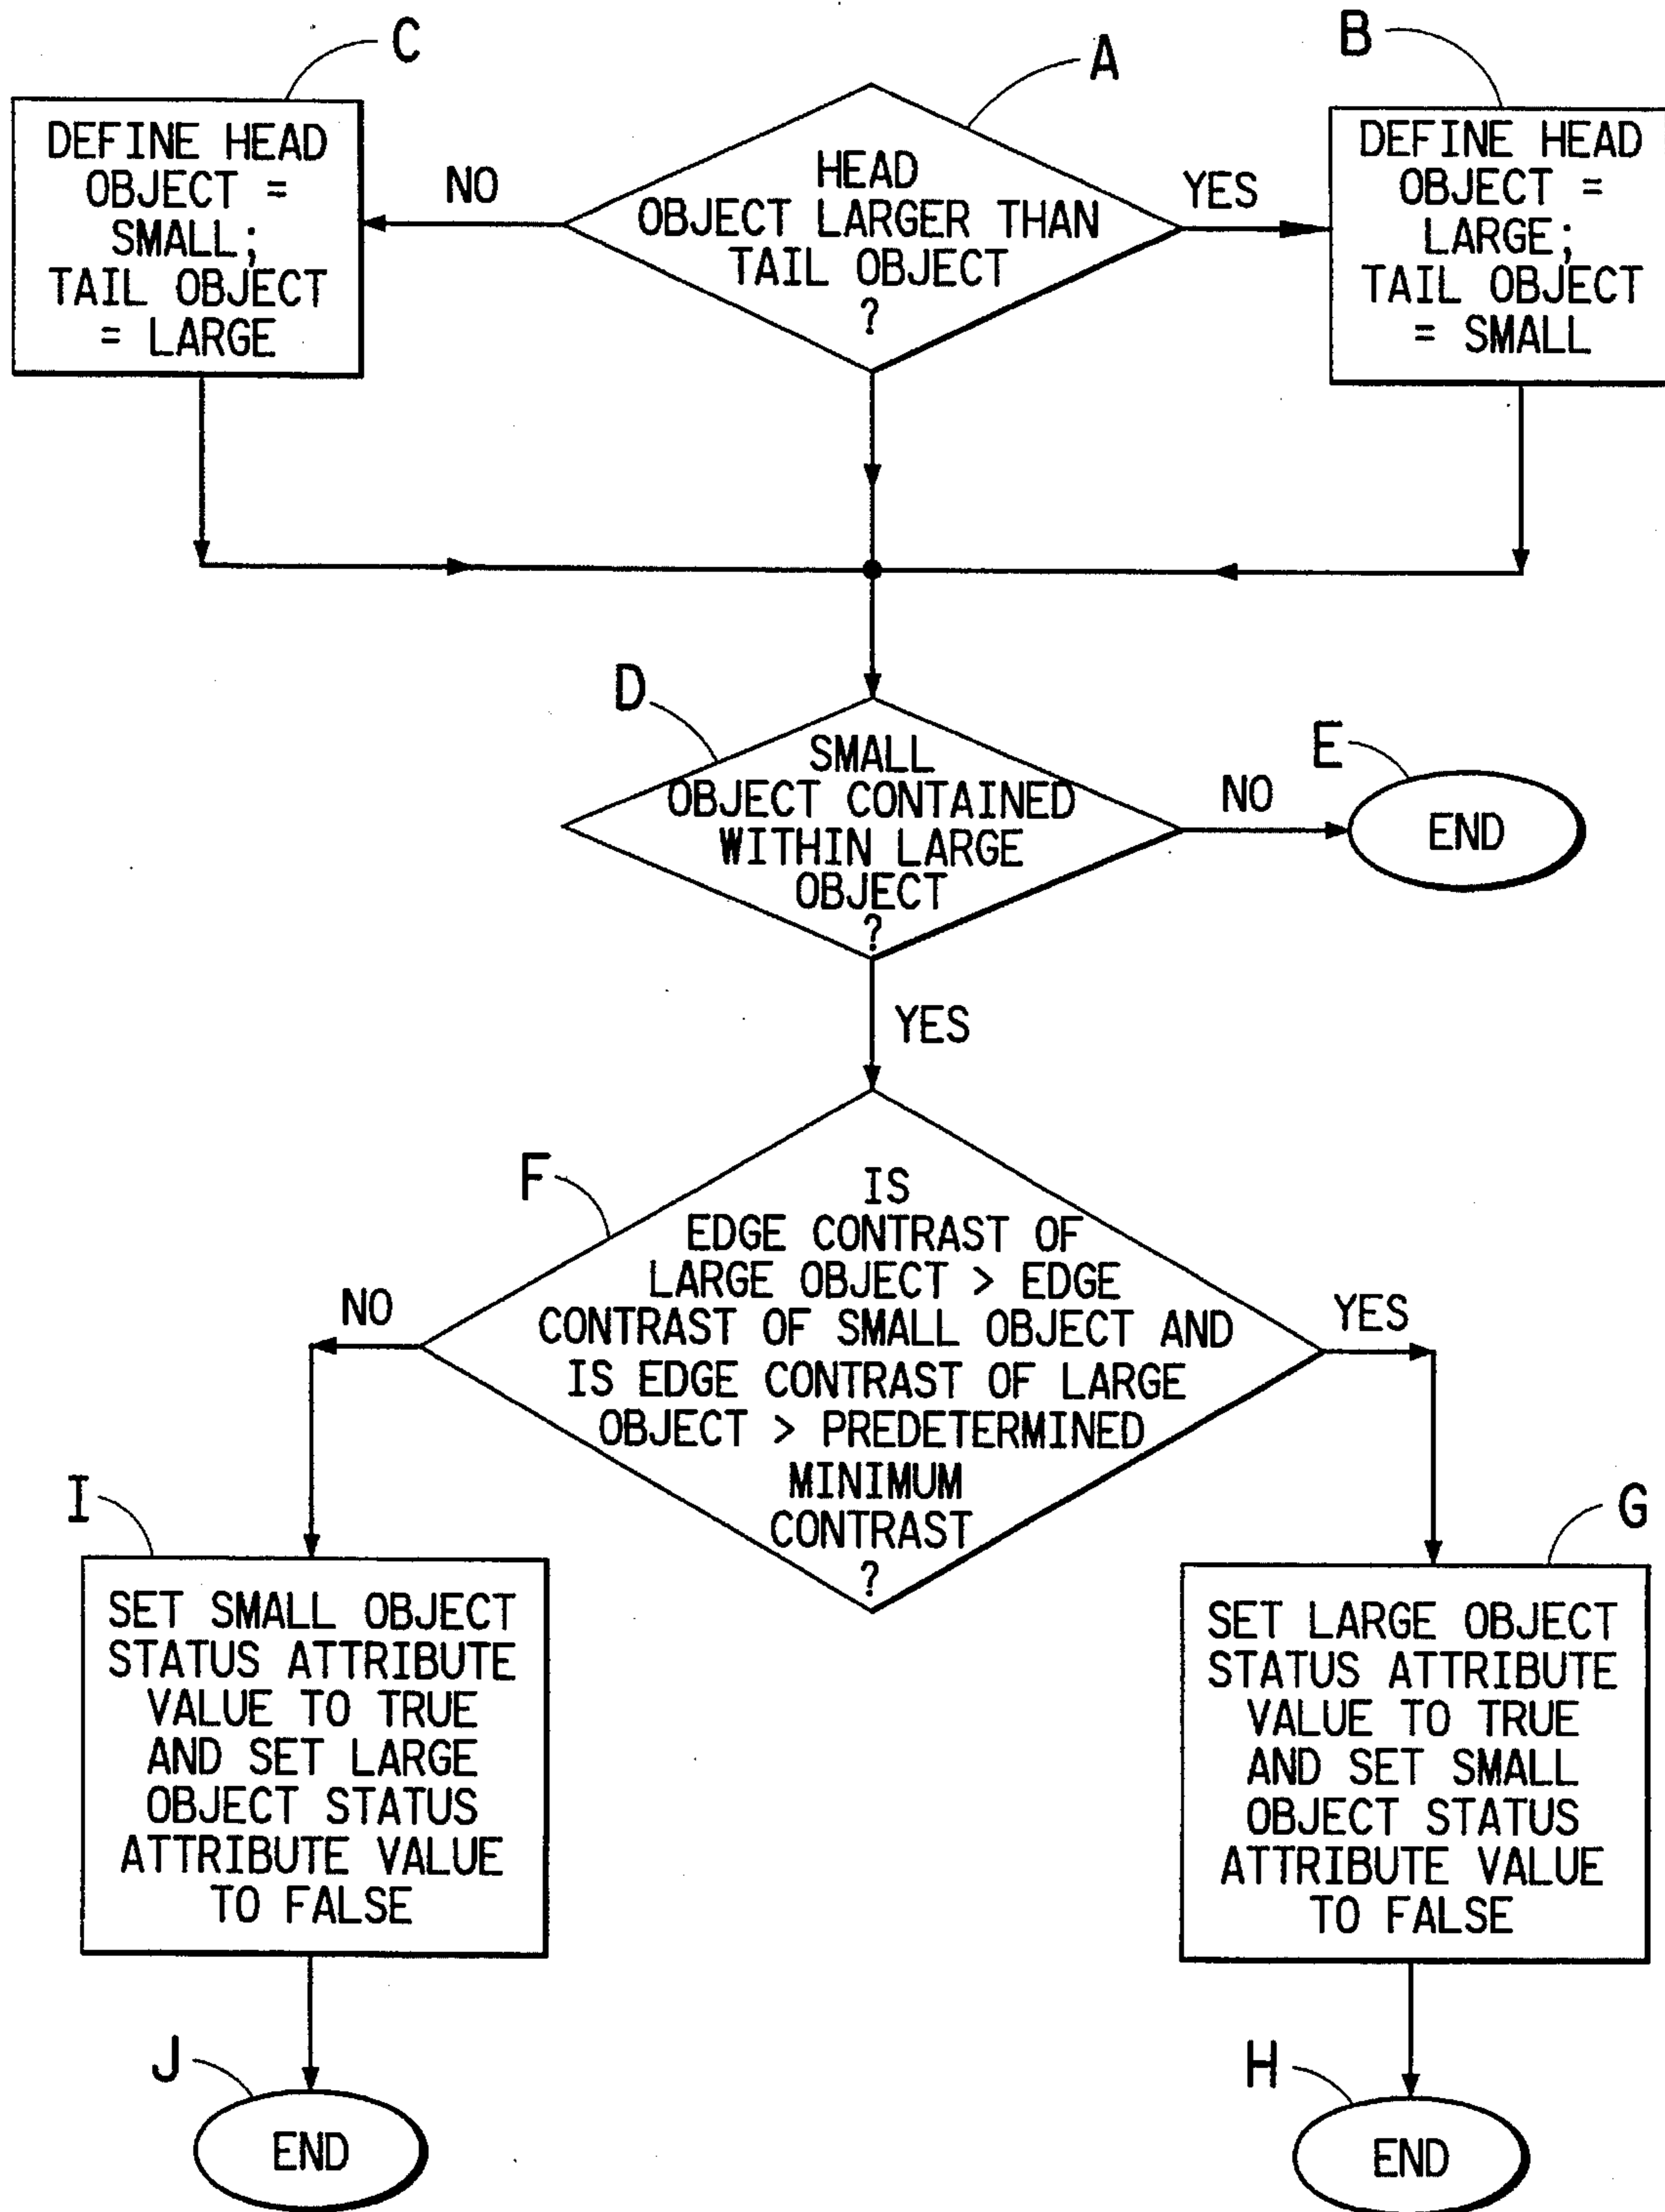 C
A
B
DEFINE HEAD
OBJECT =
SMALL;
TAIL OBJECT
= LARGE
NO
HEAD
OBJECT LARGER THAN
TAIL OBJECT
?
YES
DEFINE HEAD
OBJECT =
LARGE;
TAIL OBJECT
= SMALL
D
SMALL
OBJECT CONTAINED
WITHIN LARGE
OBJECT
?
NO
E
END
YES
F
IS
EDGE CONTRAST OF
LARGE OBJECT > EDGE
CONTRAST OF SMALL OBJECT AND
IS EDGE CONTRAST OF LARGE
OBJECT > PREDETERMINED
MINIMUM
CONTRAST
?
NO
YES
I
SET SMALL OBJECT
STATUS ATTRIBUTE
VALUE TO TRUE
AND SET LARGE
OBJECT STATUS
ATTRIBUTE VALUE
TO FALSE
G
SET LARGE OBJECT
STATUS ATTRIBUTE
VALUE TO TRUE
AND SET SMALL
OBJECT STATUS
ATTRIBUTE VALUE
TO FALSE
J
END
H
END